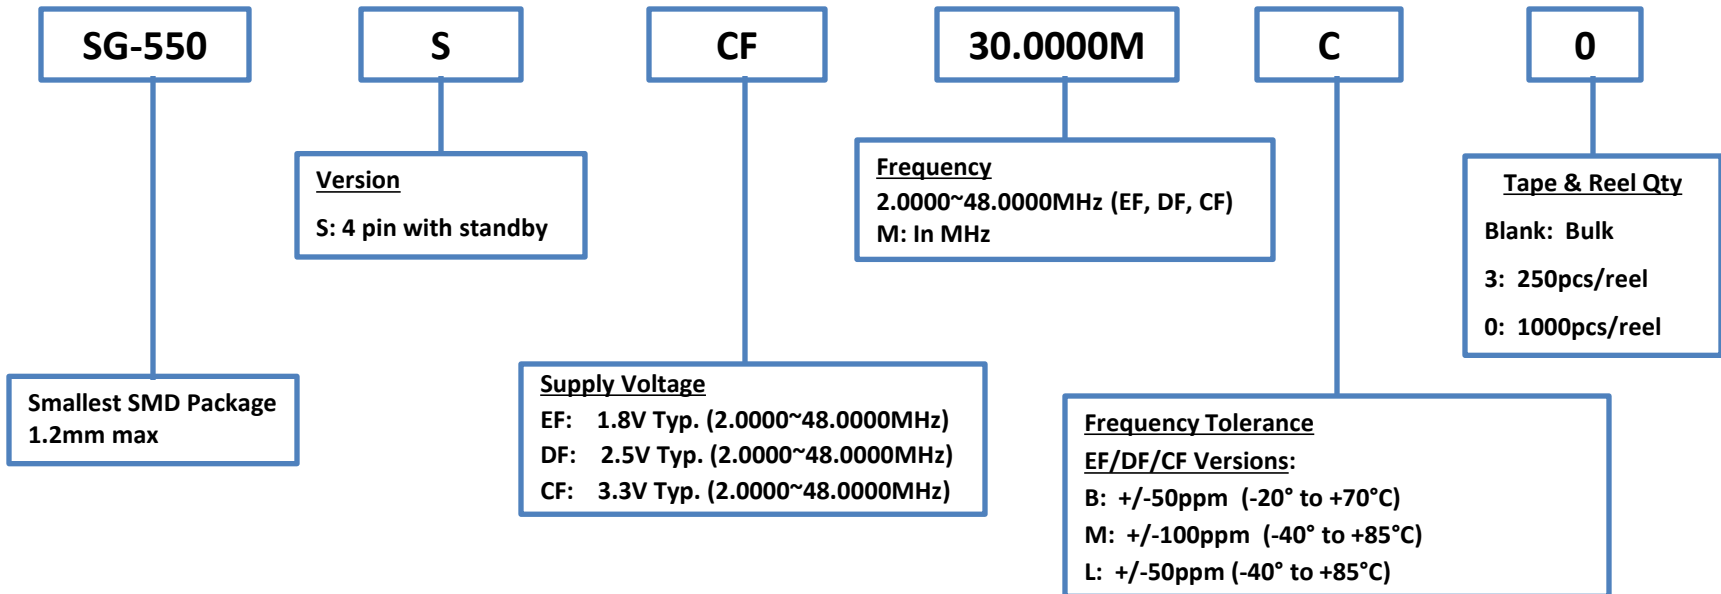 SG-550
S
CF
30.0000M
C
0
Version
S: 4 pin with standby
Frequency
2.0000~48.0000MHz (EF, DF, CF)
M: In MHz
Tape & Reel Qty
Blank: Bulk
3: 250pcs/reel
0: 1000pcs/reel
Smallest SMD Package
1.2mm max
Supply Voltage
EF: 1.8V Typ. (2.0000~48.0000MHz)
DF: 2.5V Typ. (2.0000~48.0000MHz)
CF: 3.3V Typ. (2.0000~48.0000MHz)
Frequency Tolerance
EF/DF/CF Versions:
B: +/-50ppm (-20° to +70°C)
M: +/-100ppm (-40° to +85°C)
L: +/-50ppm (-40° to +85°C)